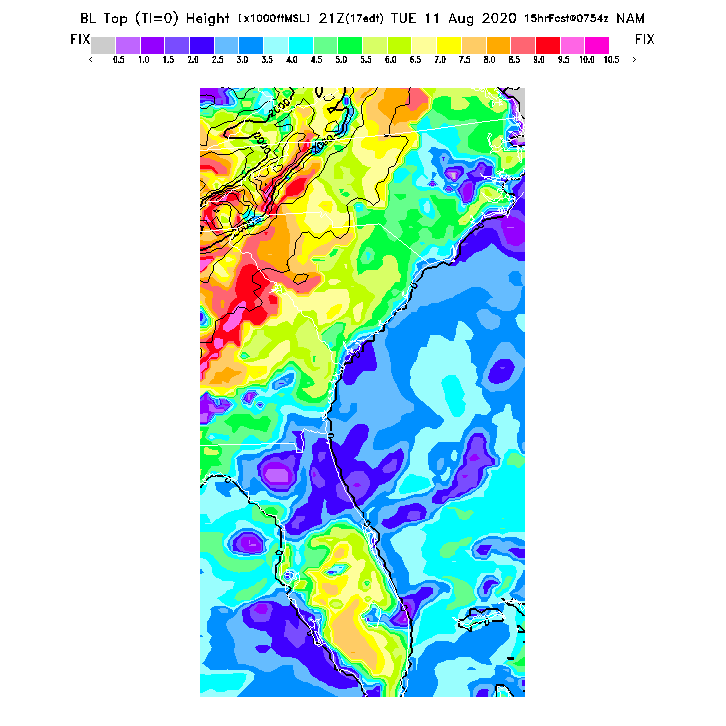 BL Top (TI=0) Height [x1000ftMSL] 21Z(17edt) TUE 11 Aug 2020 15hrFcst@0754z NAM
FIX FIX
< 0.5 1.0 1.5 2.0 2.5 3.0 3.5 4.0 4.5 5.0 5.5 6.0 6.5 7.0 7.5 8.0 8.5 9.0 9.5 10.0 10.5 >
2000
2000